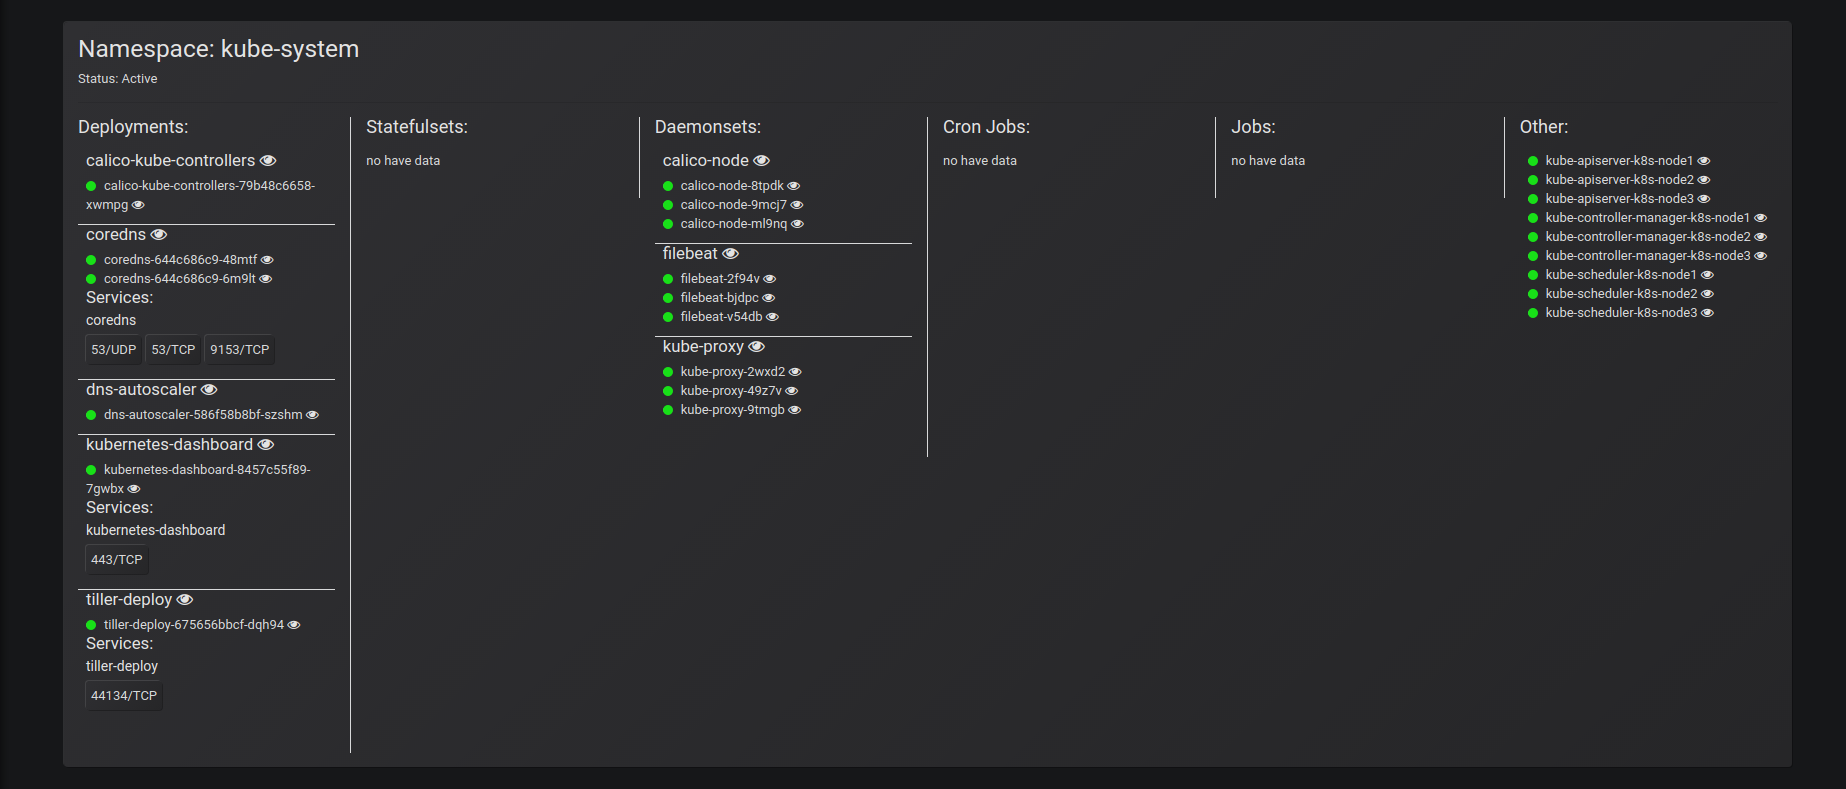 Namespace: kube-system
Status: Active
Deployments:
calico-kube-controllers
calico-kube-controllers-79b48c6658-
xwmpg
coredns
coredns-644c686c9-48mtf
coredns-644c686c9-6m9lt
Services:
coredns
53/UDP 53/TCP 9153/TCP
dns-autoscaler
dns-autoscaler-586f58b8bf-szshm
kubernetes-dashboard
kubernetes-dashboard-8457c55f89-
7gwbx
Services:
kubernetes-dashboard
443/TCP
tiller-deploy
tiller-deploy-675656bbcf-dqh94
Services:
tiller-deploy
44134/TCP
Statefulsets:
no have data
Daemonsets:
calico-node
calico-node-8tpdk
calico-node-9mcj7
calico-node-ml9nq
filebeat
filebeat-2f94v
filebeat-bjdpc
filebeat-v54db
kube-proxy
kube-proxy-2wxd2
kube-proxy-49z7v
kube-proxy-9tmgb
Cron Jobs:
no have data
Jobs:
no have data
Other:
kube-apiserver-k8s-node1
kube-apiserver-k8s-node2
kube-apiserver-k8s-node3
kube-controller-manager-k8s-node1
kube-controller-manager-k8s-node2
kube-controller-manager-k8s-node3
kube-scheduler-k8s-node1
kube-scheduler-k8s-node2
kube-scheduler-k8s-node3